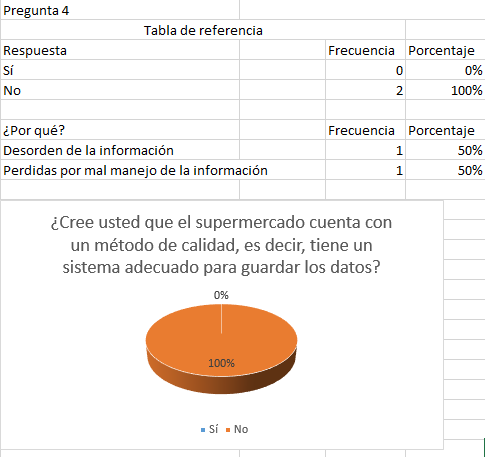 Pregunta 4
Tabla de referencia
Respuesta Frecuencia Porcentaje
Sí 0 0%
No 2 100%
¿Por qué? Frecuencia Porcentaje
Desorden de la información 1 50%
Perdidas por mal manejo de la información 1 50%
¿Cree usted que el supermercado cuenta con
un método de calidad, es decir, tiene un
sistema adecuado para guardar los datos?
0%
100%
Sí No